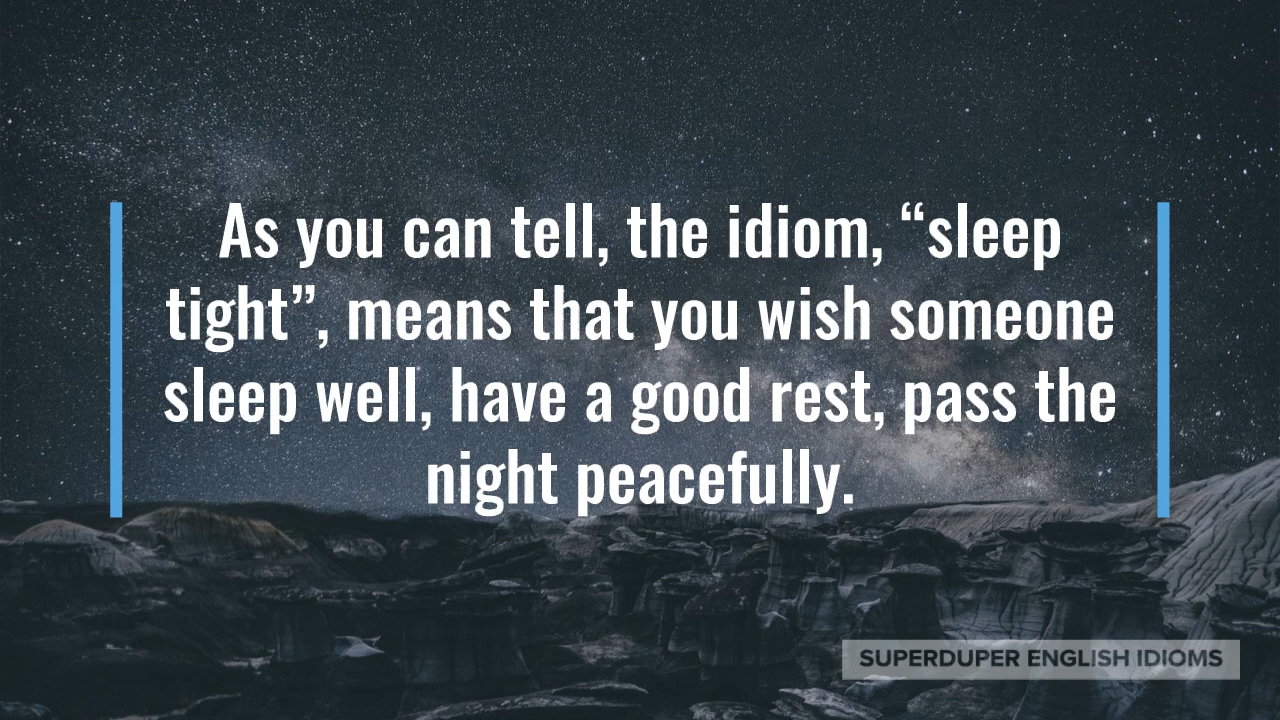 As you can tell, the idiom, “sleep
tight”, means that you wish someone
sleep well, have a good rest, pass the
night peacefully.
SUPERDUPER ENGLISH IDIOMS